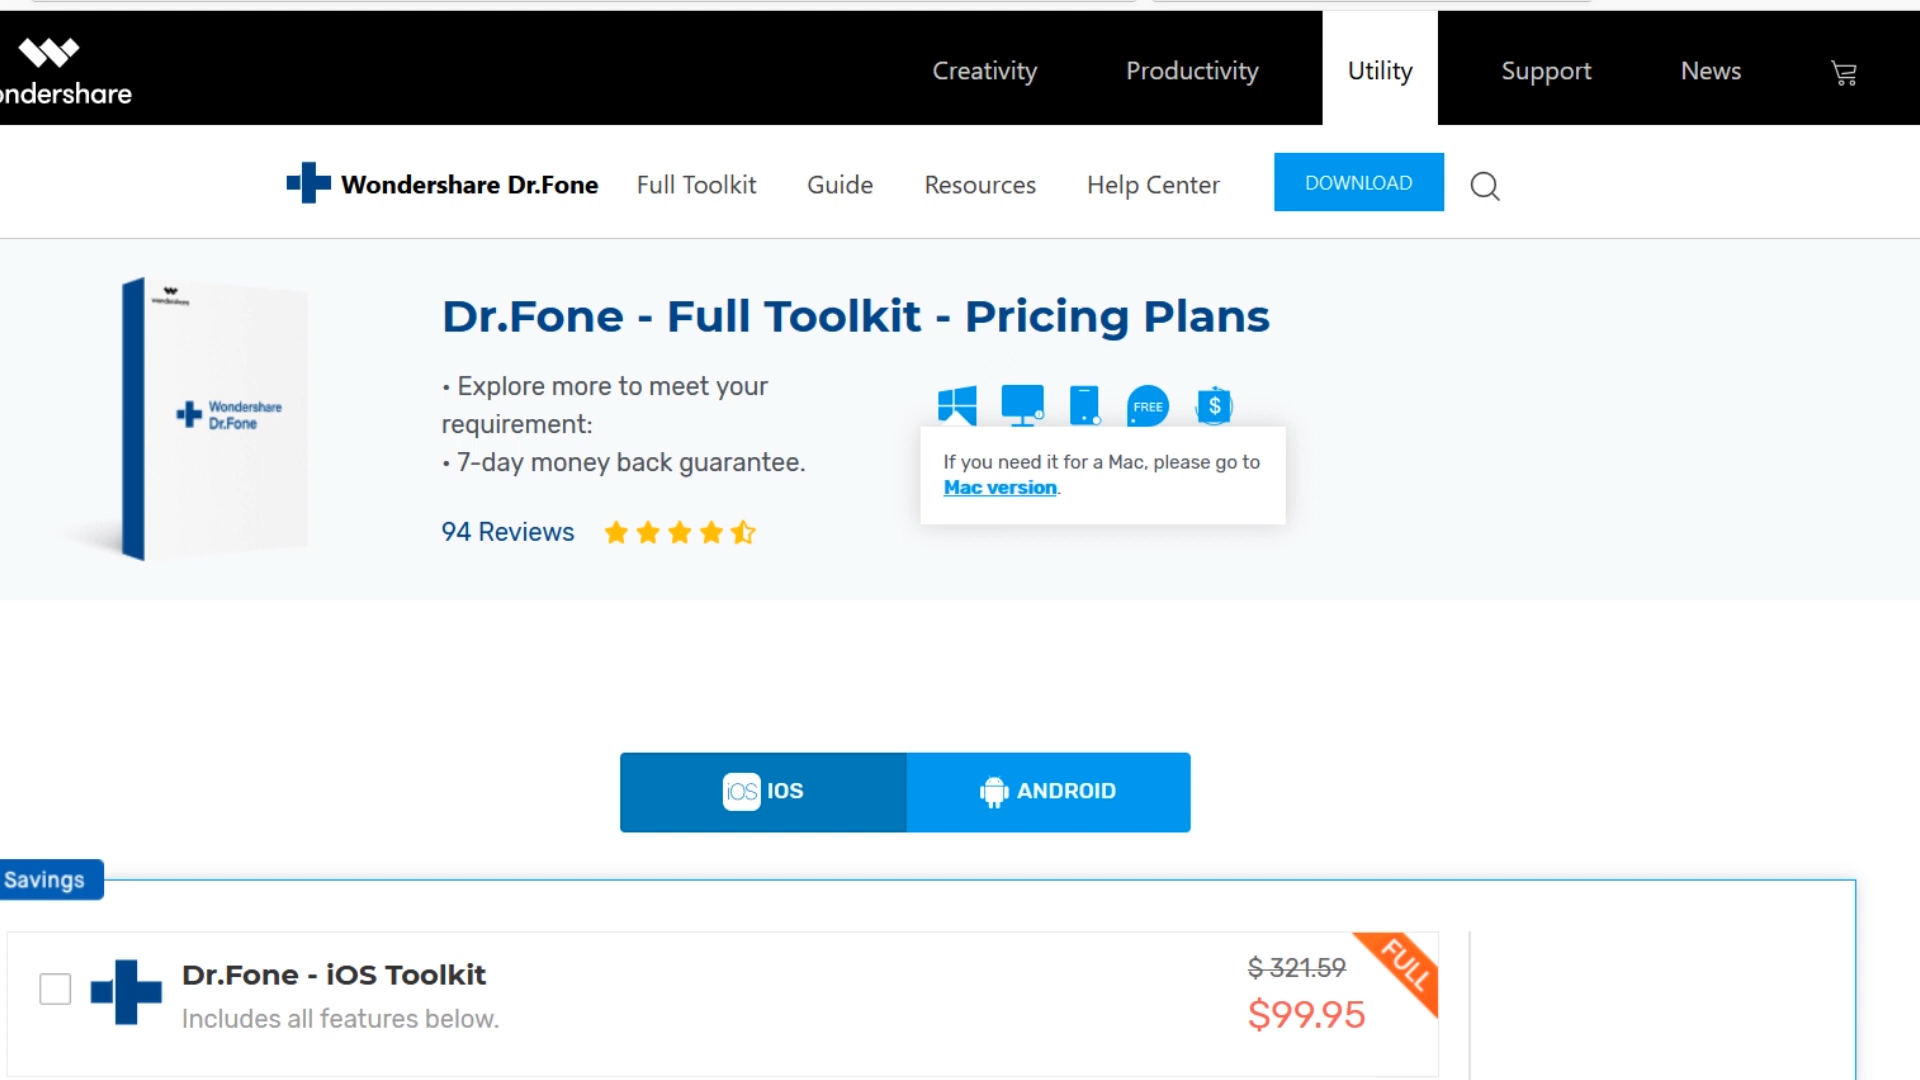 ondershare
Creativity
Productivity
Utility
Support
News
Wondershare Dr.Fone
Full Toolkit
Guide
Resources
Help Center
DOWNLOAD
wondershare
Wondershare
Dr.Fone
Dr.Fone - Full Toolkit - Pricing Plans
• Explore more to meet your
requirement:
• 7-day money back guarantee.
FREE
$
If you need it for a Mac, please go to
Mac version.
94 Reviews
iOS IOS
ANDROID
Savings
Dr.Fone - iOS Toolkit
Includes all features below.
$ 321.59
$99.95
FULL